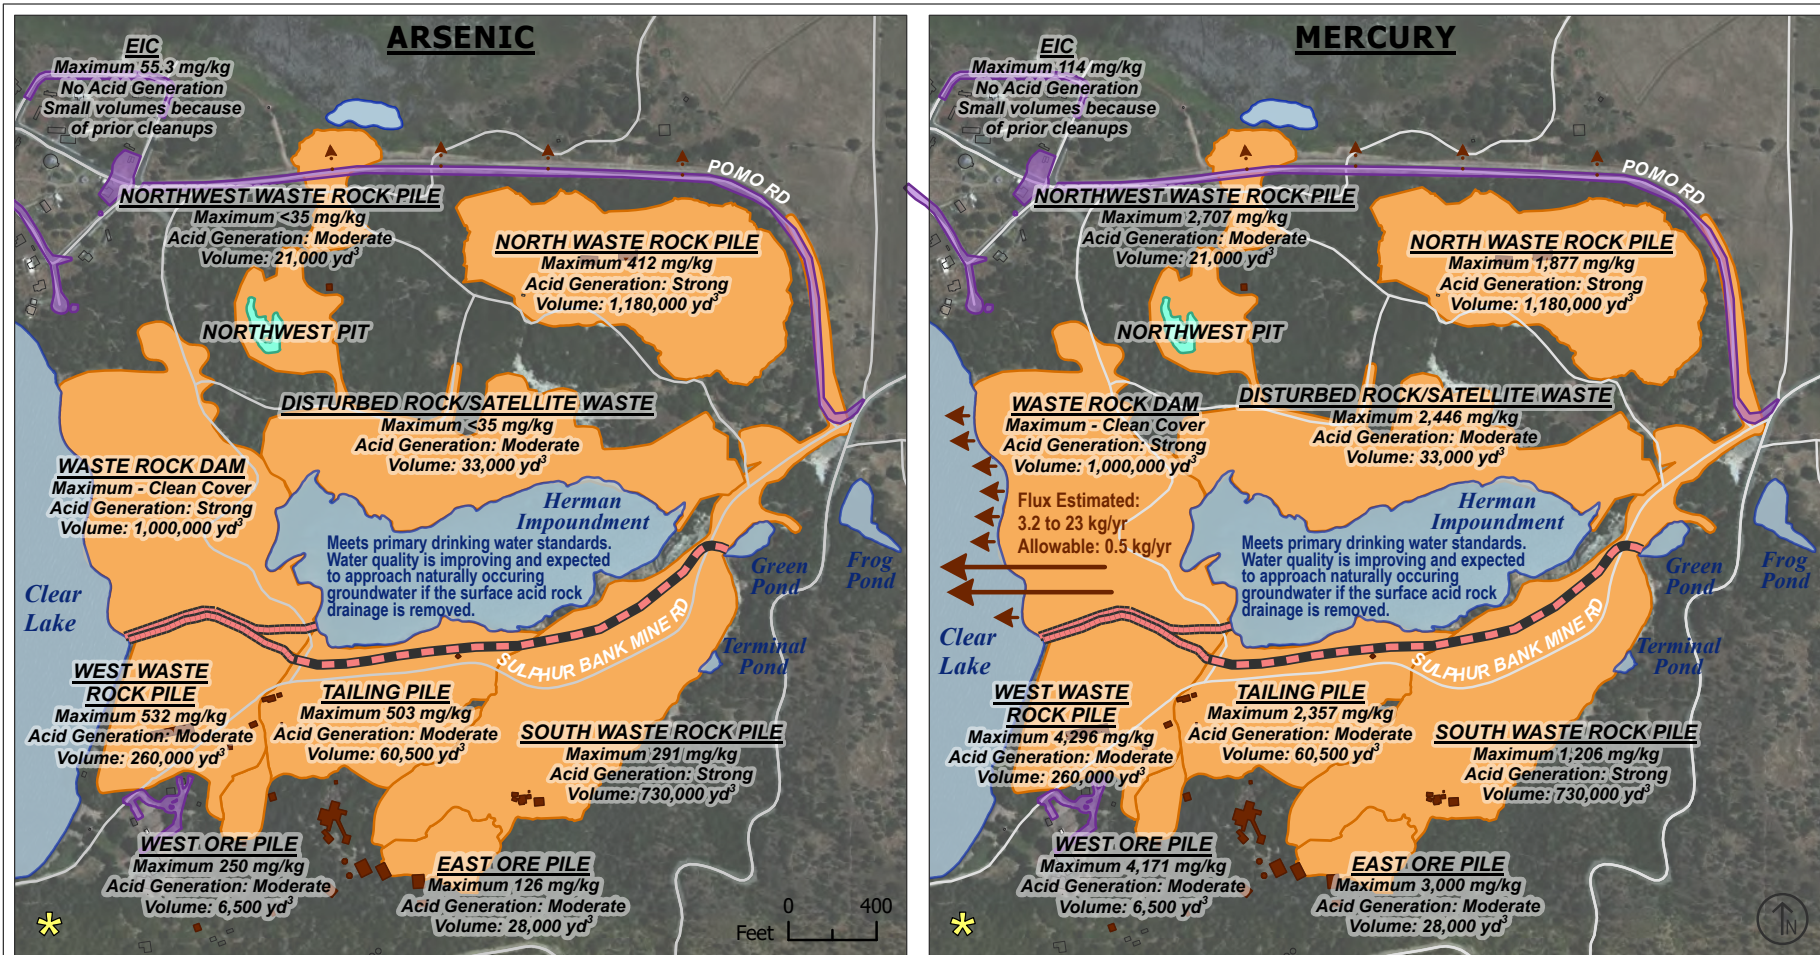 ARSENIC
EIC
Maximum 55.3 mg/kg
No Acid Generation
Small volumes because
of prior cleanups
POMO RD
NORTHWEST WASTE ROCK PILE
Maximum <35 mg/kg
Acid Generation: Moderate
Volume: 21,000 yd³
NORTH WASTE ROCK PILE
Maximum 412 mg/kg
Acid Generation: Strong
Volume: 1,180,000 yd³
NORTHWEST PIT
DISTURBED ROCK/SATELLITE WASTE
Maximum <35 mg/kg
Acid Generation: Moderate
Volume: 33,000 yd³
WASTE ROCK DAM
Maximum - Clean Cover
Acid Generation: Strong
Volume: 1,000,000 yd³
Herman
Impoundment
Meets primary drinking water standards.
Water quality is improving and expected
to approach naturally occuring
groundwater if the surface acid rock
drainage is removed.
Green
Pond
Frog
Pond
Clear
Lake
Terminal
Pond
SULPHUR BANK MINE RD
WEST WASTE
ROCK PILE
Maximum 532 mg/kg
Acid Generation: Moderate
Volume: 260,000 yd³
TAILING PILE
Maximum 503 mg/kg
Acid Generation: Moderate
Volume: 60,500 yd³
SOUTH WASTE ROCK PILE
Maximum 291 mg/kg
Acid Generation: Strong
Volume: 730,000 yd³
WEST ORE PILE
Maximum 250 mg/kg
Acid Generation: Moderate
Volume: 6,500 yd³
EAST ORE PILE
Maximum 126 mg/kg
Acid Generation: Moderate
Volume: 28,000 yd³
0 400
Feet
MERCURY
EIC
Maximum 114 mg/kg
No Acid Generation
Small volumes because
of prior cleanups
POMO RD
NORTHWEST WASTE ROCK PILE
Maximum 2,707 mg/kg
Acid Generation: Moderate
Volume: 21,000 yd³
NORTH WASTE ROCK PILE
Maximum 1,877 mg/kg
Acid Generation: Strong
Volume: 1,180,000 yd³
NORTHWEST PIT
DISTURBED ROCK/SATELLITE WASTE
Maximum 2,446 mg/kg
Acid Generation: Moderate
Volume: 33,000 yd³
WASTE ROCK DAM
Maximum - Clean Cover
Acid Generation: Strong
Volume: 1,000,000 yd³
Flux Estimated:
3.2 to 23 kg/yr
Allowable: 0.5 kg/yr
Herman
Impoundment
Meets primary drinking water standards.
Water quality is improving and expected
to approach naturally occuring
groundwater if the surface acid rock
drainage is removed.
Green
Pond
Frog
Pond
Clear
Lake
Terminal
Pond
SULPHUR BANK MINE RD
WEST WASTE
ROCK PILE
Maximum 4,296 mg/kg
Acid Generation: Moderate
Volume: 260,000 yd³
TAILING PILE
Maximum 2,357 mg/kg
Acid Generation: Moderate
Volume: 60,500 yd³
SOUTH WASTE ROCK PILE
Maximum 1,206 mg/kg
Acid Generation: Strong
Volume: 730,000 yd³
WEST ORE PILE
Maximum 4,171 mg/kg
Acid Generation: Moderate
Volume: 6,500 yd³
EAST ORE PILE
Maximum 3,000 mg/kg
Acid Generation: Moderate
Volume: 28,000 yd³
N